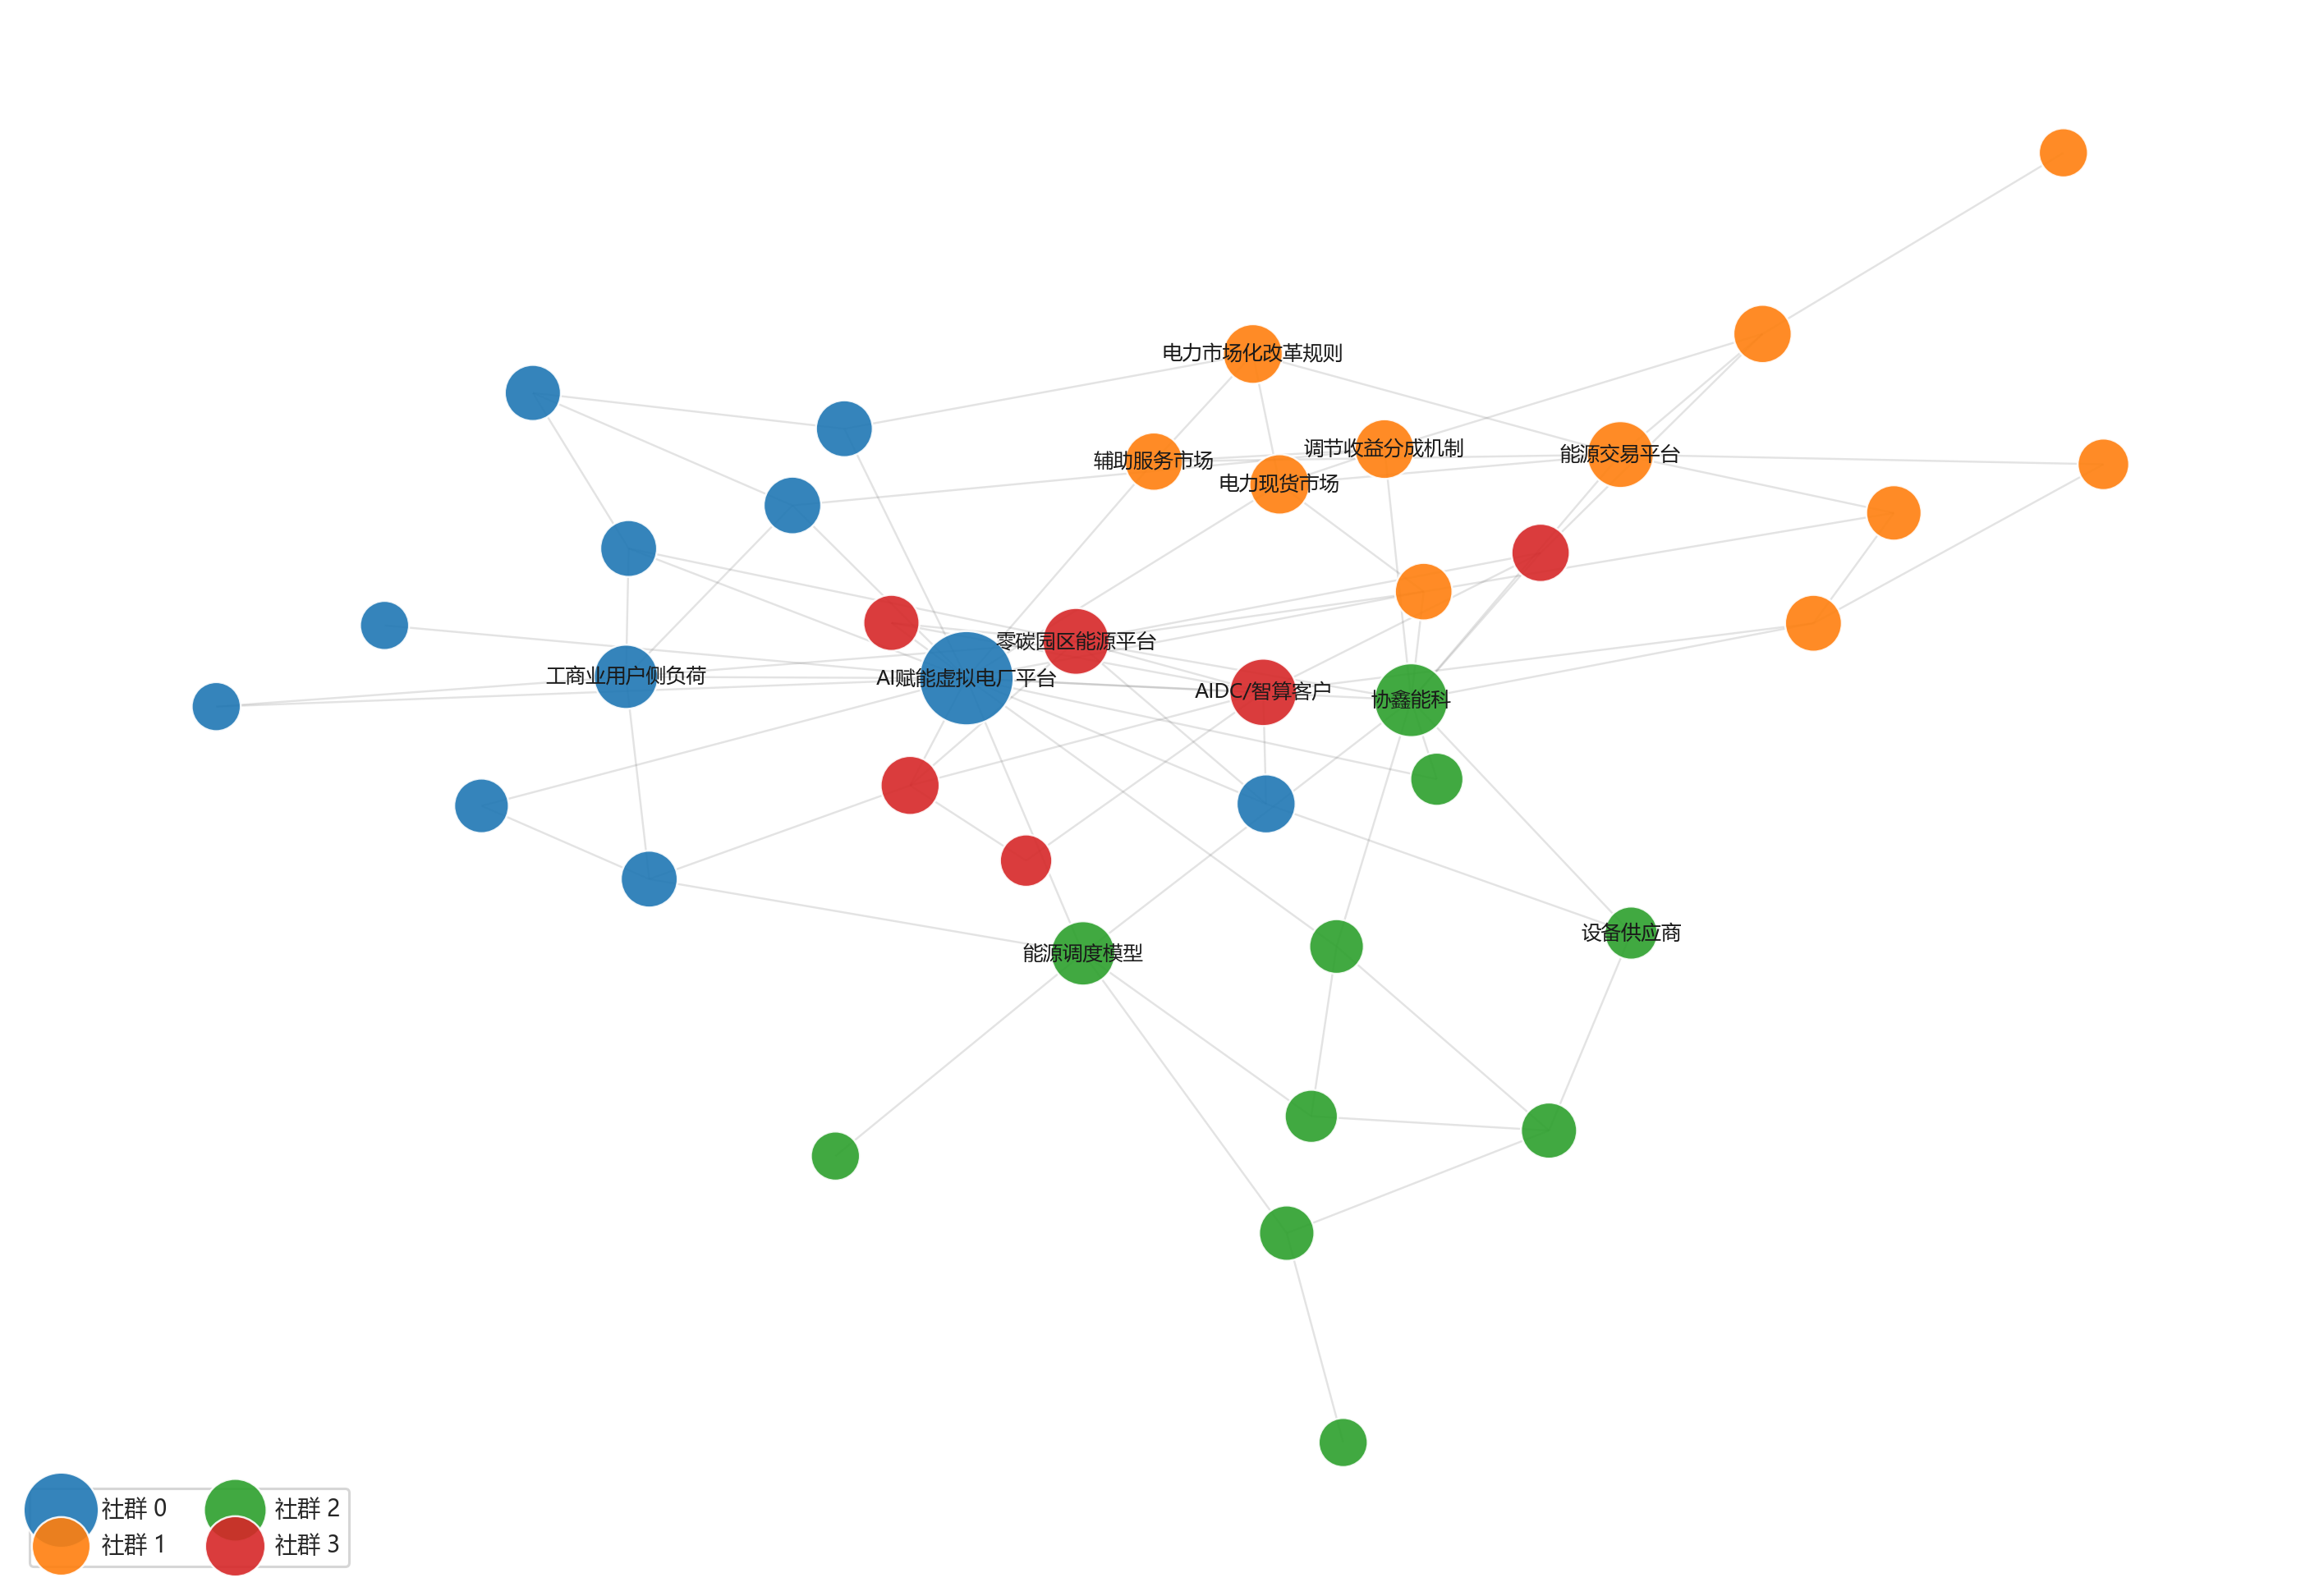 电力市场化改革规则
调节收益分成机制
辅助服务市场
能源交易平台
电力现货市场
零碳园区能源平台
工商业用户侧负荷
AI赋能虚拟电厂平台
AIDC/智算客户
协鑫能科
设备供应商
能源调度模型
社群 0
社群 2
社群 1
社群 3